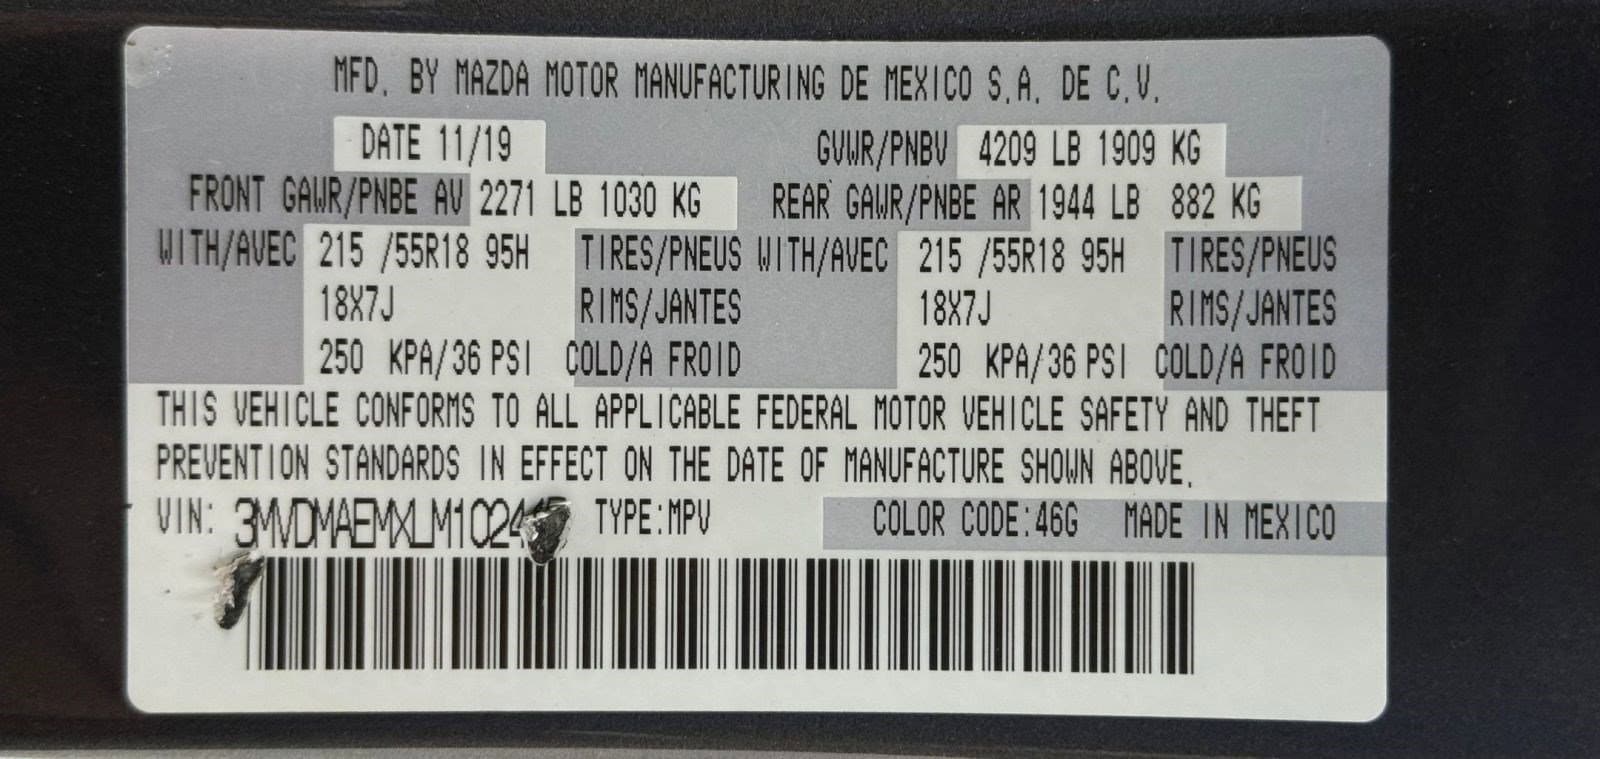 MFD. BY MAZDA MOTOR MANUFACTURING DE MEXICO S.A. DE C.V.
DATE 11/19 GVWR/PNBV 4209 LB 1909 KG
FRONT GAWR/PNBE AV 2271 LB 1030 KG REAR GAWR/PNBE AR 1944 LB 882 KG
WITH/AVEC 215 /55R18 95H TIRES/PNEUS WITH/AVEC 215 /55R18 95H TIRES/PNEUS
18X7J RIMS/JANTES 18X7J RIMS/JANTES
250 KPA/36 PSI COLD/A FROID 250 KPA/36 PSI COLD/A FROID
THIS VEHICLE CONFORMS TO ALL APPLICABLE FEDERAL MOTOR VEHICLE SAFETY AND THEFT
PREVENTION STANDARDS IN EFFECT ON THE DATE OF MANUFACTURE SHOWN ABOVE.
VIN: TYPE:MPV COLOR CODE:46G MADE IN MEXICO